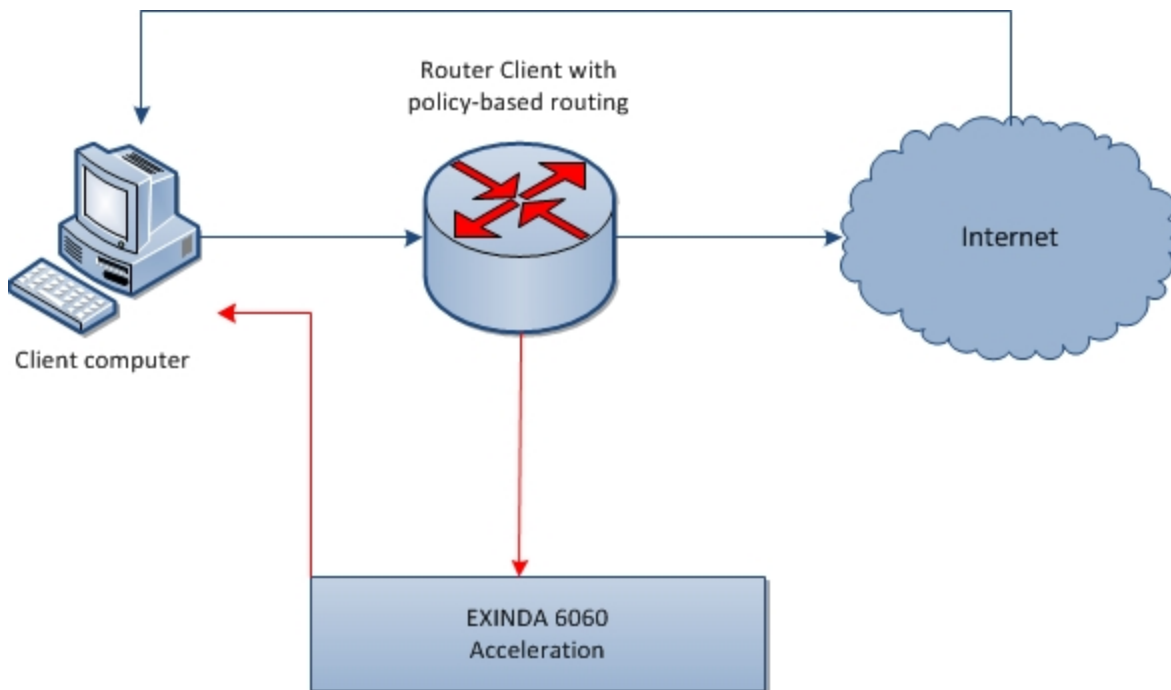 Router Client with
policy-based routing
Internet
Client computer
EXINDA 6060
Acceleration